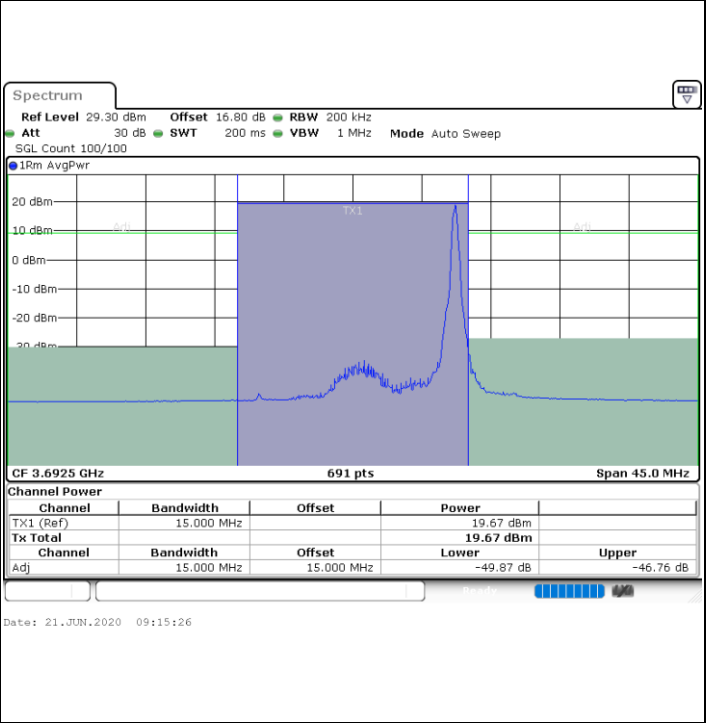 Spectrum
Ref Level 29.30 dBm Offset 16.80 dB RBW 200 kHz
Att 30 dB SWT 200 ms VBW 1 MHz Mode Auto Sweep
SGL Count 100/100
1Rm AvgPwr
20 dBm
TX1
Adj Adj
10 dBm
0 dBm
-10 dBm
-20 dBm
-30 dBm
CF 3.6925 GHz 691 pts Span 45.0 MHz
Channel Power
Channel Bandwidth Offset Power
TX1 (Ref) 15.000 MHz 19.67 dBm
Tx Total 19.67 dBm
Channel Bandwidth Offset Lower Upper
Adj 15.000 MHz 15.000 MHz -49.87 dB -46.76 dB
Ready
Date: 21.JUN.2020 09:15:26